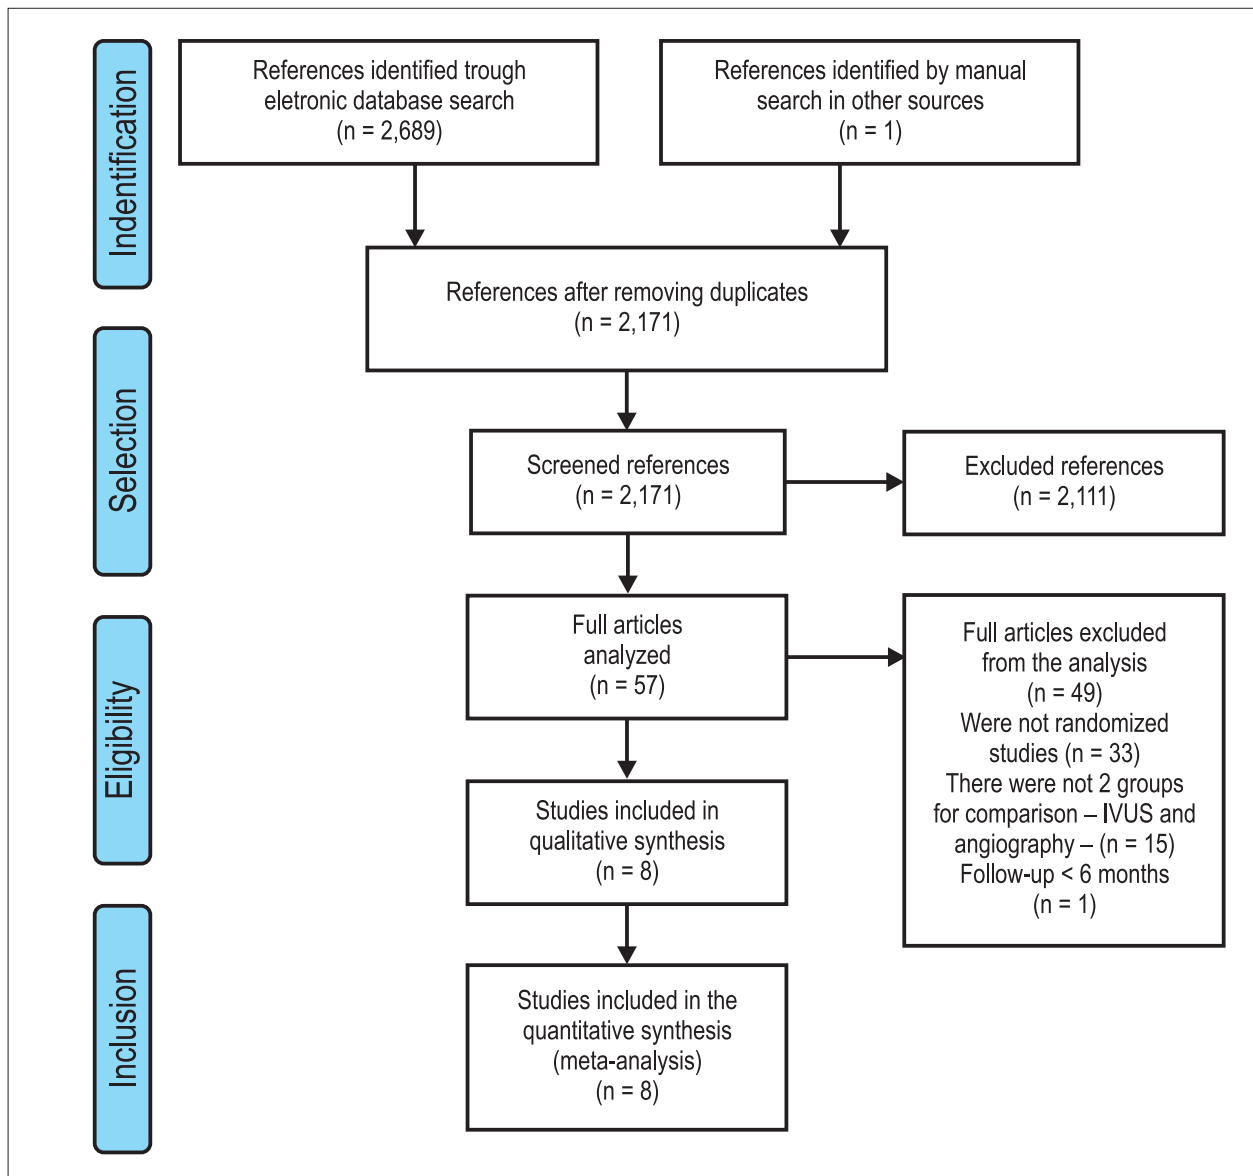 Indentification
References identified trough
eletronic database search
(n = 2,689)
References identified by manual
search in other sources
(n = 1)
References after removing duplicates
(n = 2,171)
Selection
Screened references
(n = 2,171)
Excluded references
(n = 2,111)
Eligibility
Full articles
analyzed
(n = 57)
Full articles excluded
from the analysis
(n = 49)
Were not randomized
studies (n = 33)
There were not 2 groups
for comparison – IVUS and
angiography – (n = 15)
Follow-up < 6 months
(n = 1)
Studies included in
qualitative synthesis
(n = 8)
Inclusion
Studies included in the
quantitative synthesis
(meta-analysis)
(n = 8)